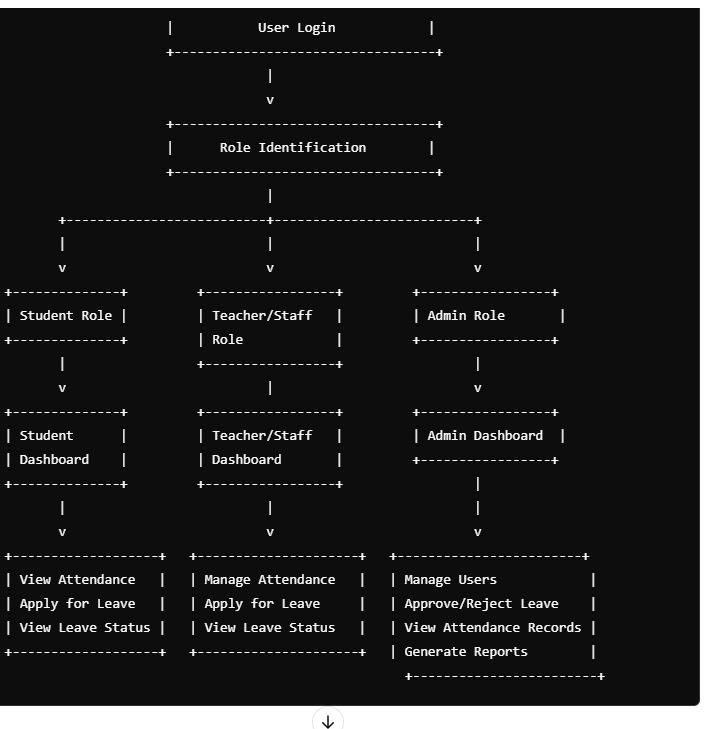 |           User Login            |
+----------------------------------+
|
v
+----------------------------------+
|      Role Identification        |
+----------------------------------+
|
+--------------------------+--------------------------+
|                          |                          |
v                          v                          v
+--------------+         +-----------------+         +-----------------+
| Student Role |         | Teacher/Staff   |         | Admin Role       |
+--------------+         | Role            |         +-----------------+
|                 +-----------------+                 |
v                          |                          v
+--------------+         +-----------------+         +-----------------+
| Student      |         | Teacher/Staff   |         | Admin Dashboard  |
| Dashboard    |         | Dashboard       |         +-----------------+
+--------------+         +-----------------+                 |
|                          |                          |
v                          v                          v
+-------------------+   +---------------------+   +------------------------+
| View Attendance   |   | Manage Attendance   |   | Manage Users            |
| Apply for Leave   |   | Apply for Leave     |   | Approve/Reject Leave    |
| View Leave Status |   | View Leave Status   |   | View Attendance Records |
+-------------------+   +---------------------+   | Generate Reports        |
+------------------------+